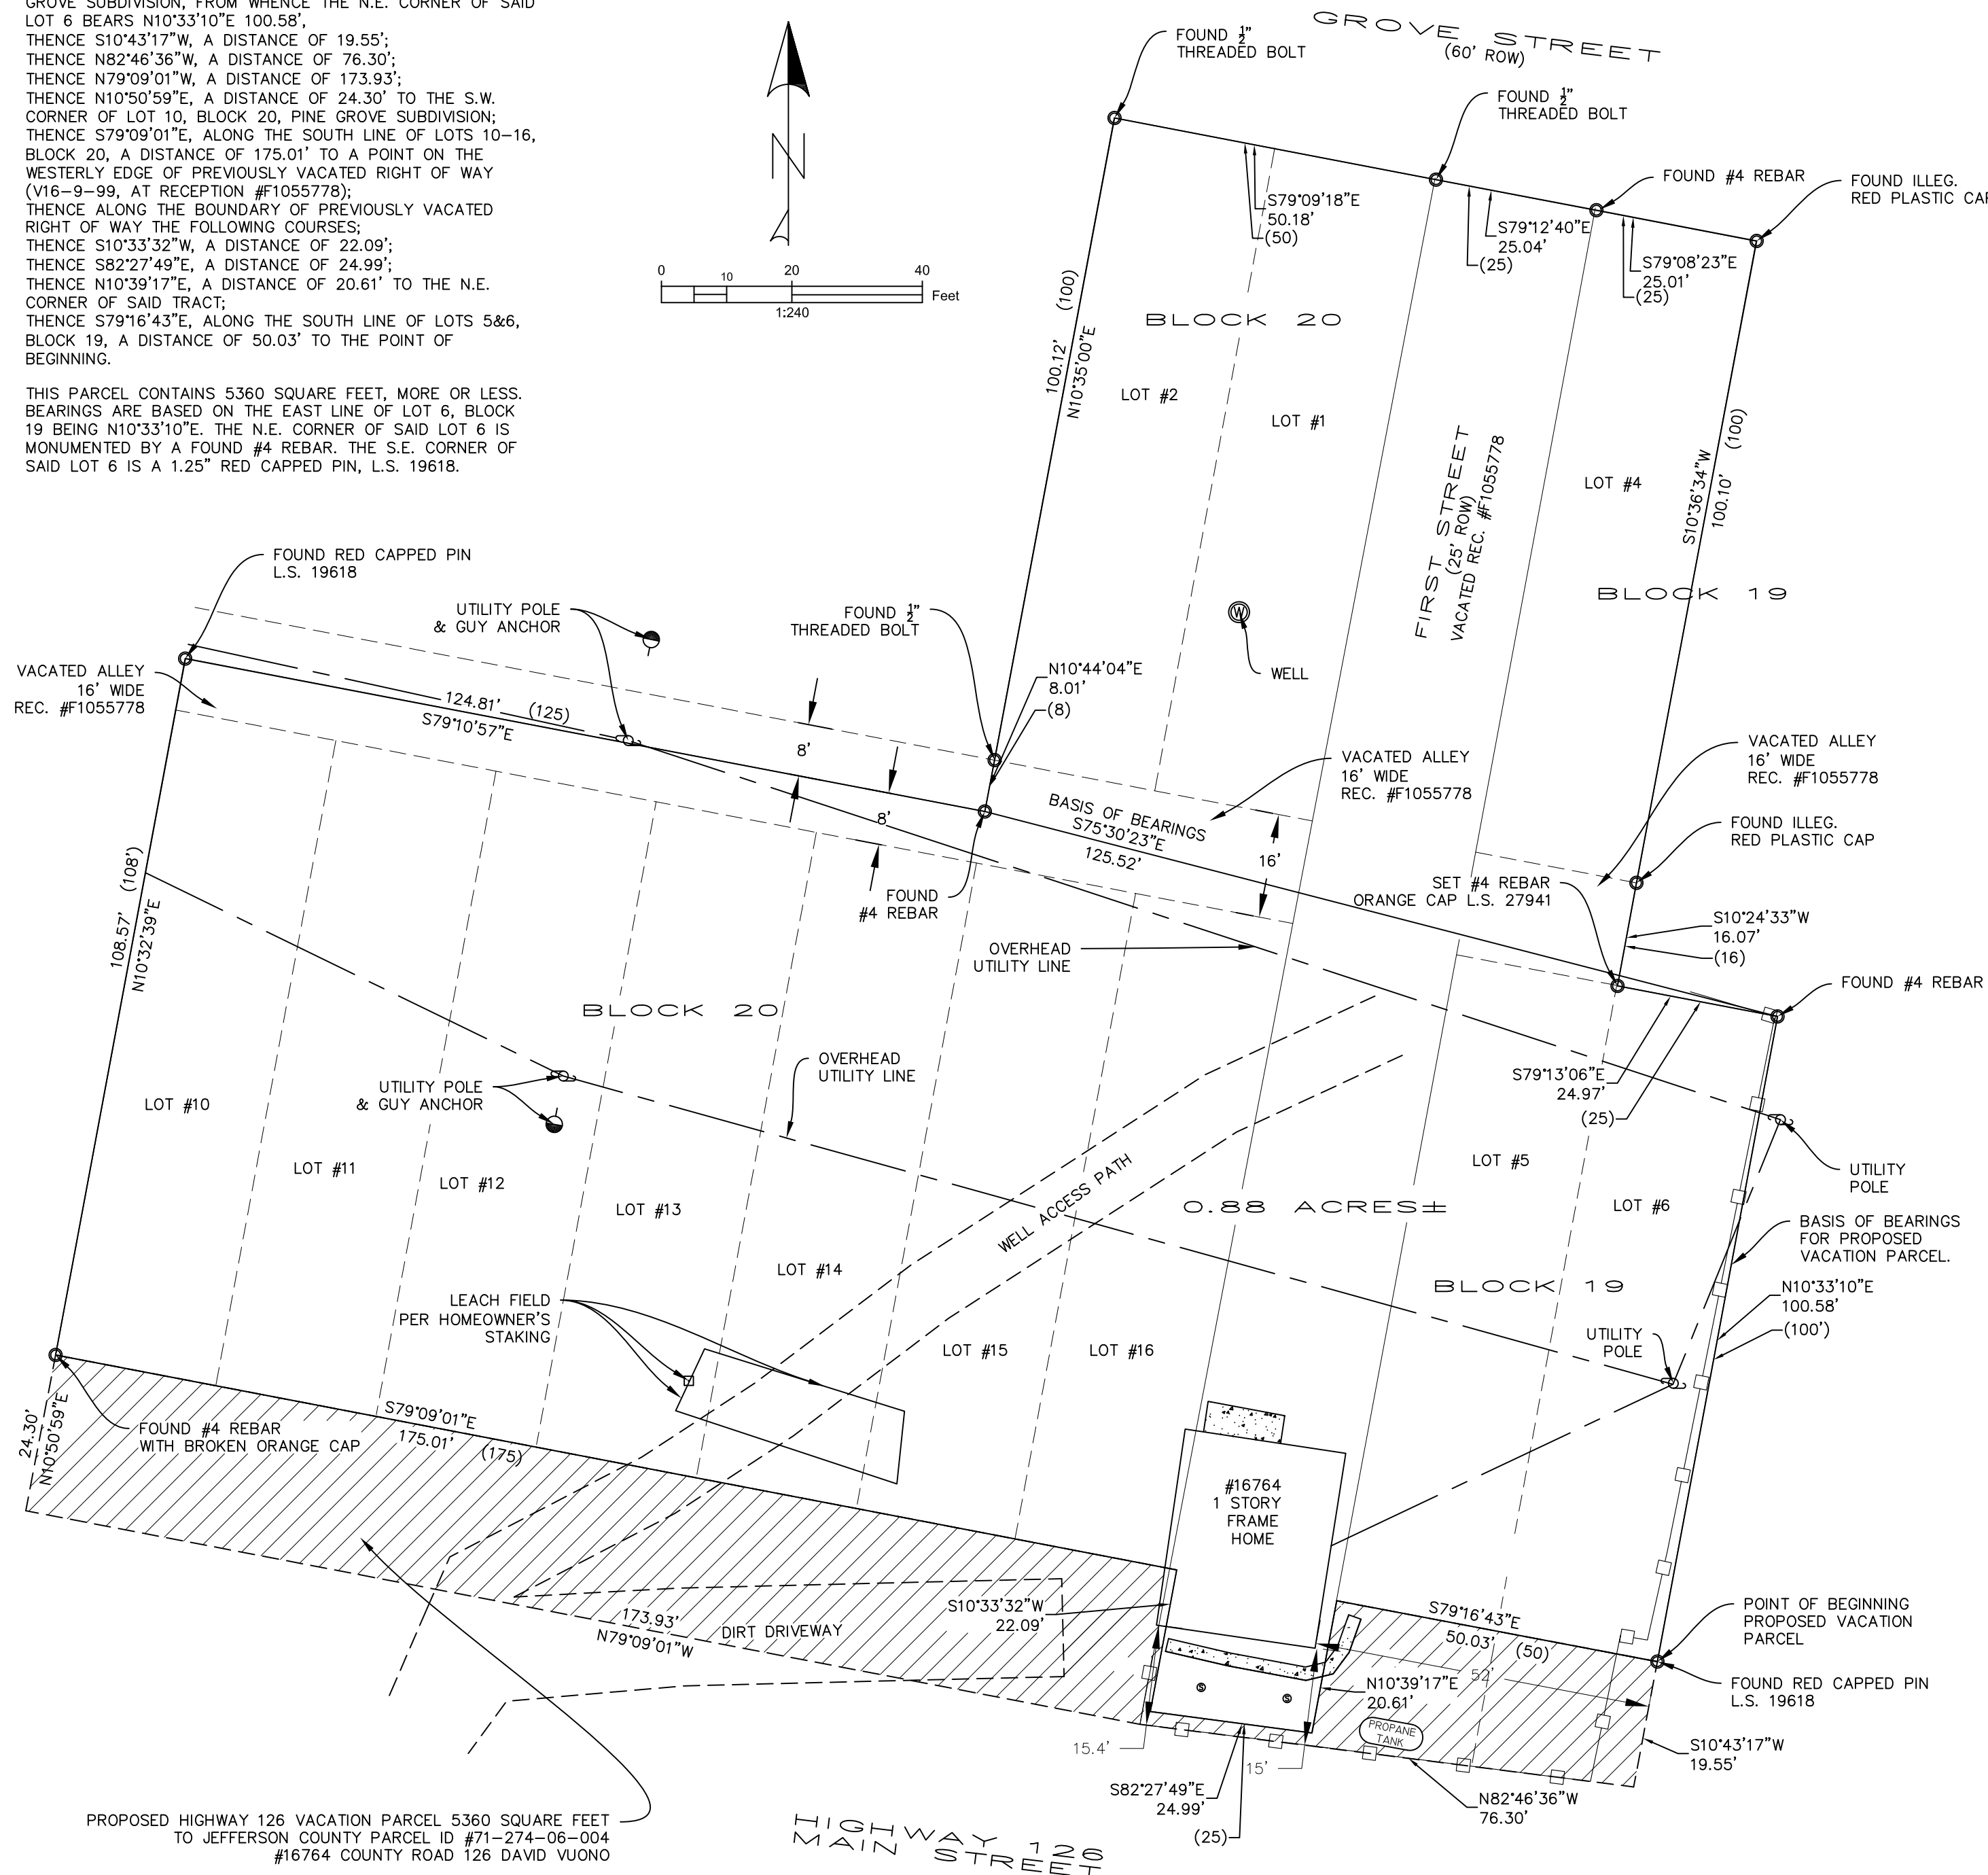 GROVE SUBDIVISION, FROM WHENCE THE N.E. CORNER OF SAID
LOT 6 BEARS N10°33'10"E 100.58',
THENCE S10°43'17"W, A DISTANCE OF 19.55';
THENCE N82°46'36"W, A DISTANCE OF 76.30';
THENCE N79°09'01"W, A DISTANCE OF 173.93';
THENCE N10°50'59"E, A DISTANCE OF 24.30' TO THE S.W.
CORNER OF LOT 10, BLOCK 20, PINE GROVE SUBDIVISION;
THENCE S79°09'01"E, ALONG THE SOUTH LINE OF LOTS 10-16,
BLOCK 20, A DISTANCE OF 175.01' TO A POINT ON THE
WESTERLY EDGE OF PREVIOUSLY VACATED RIGHT OF WAY
(V16-9-99, AT RECEPTION #F1055778);
THENCE ALONG THE BOUNDARY OF PREVIOUSLY VACATED
RIGHT OF WAY THE FOLLOWING COURSES;
THENCE S10°33'32"W, A DISTANCE OF 22.09';
THENCE S82°27'49"E, A DISTANCE OF 24.99';
THENCE N10°39'17"E, A DISTANCE OF 20.61' TO THE N.E.
CORNER OF SAID TRACT;
THENCE S79°16'43"E, ALONG THE SOUTH LINE OF LOTS 5&6,
BLOCK 19, A DISTANCE OF 50.03' TO THE POINT OF
BEGINNING.
THIS PARCEL CONTAINS 5360 SQUARE FEET, MORE OR LESS.
BEARINGS ARE BASED ON THE EAST LINE OF LOT 6, BLOCK
19 BEING N10°33'10"E. THE N.E. CORNER OF SAID LOT 6 IS
MONUMENTED BY A FOUND #4 REBAR. THE S.E. CORNER OF
SAID LOT 6 IS A 1.25" RED CAPPED PIN, L.S. 19618.
N
0 10 20 40
Feet
1:240
GROVE STREET
(60' ROW)
FOUND ½"
THREADED BOLT
FOUND ½"
THREADED BOLT
FOUND #4 REBAR
FOUND ILLEG.
RED PLASTIC CAP
S79°09'18"E
50.18'
(50)
S79°12'40"E
25.04'
(25)
S79°08'23"E
25.01'
(25)
100.12' (100)
N10°35'00"E
BLOCK 20
LOT #2
LOT #1
FIRST STREET
(25' ROW)
VACATED REC. #F1055778
LOT #4
S10°36'34"W (100)
100.10'
BLOCK 19
WELL
W
FOUND RED CAPPED PIN
L.S. 19618
UTILITY POLE
& GUY ANCHOR
FOUND ½"
THREADED BOLT
N10°44'04"E
8.01'
(8)
VACATED ALLEY
16' WIDE
REC. #F1055778
124.81' (125)
S79°10'57"E
8'
8'
BASIS OF BEARINGS
S75°30'23"E
125.52'
16'
VACATED ALLEY
16' WIDE
REC. #F1055778
VACATED ALLEY
16' WIDE
REC. #F1055778
FOUND ILLEG.
RED PLASTIC CAP
FOUND
#4 REBAR
SET #4 REBAR
ORANGE CAP L.S. 27941
S10°24'33"W
16.07'
(16)
FOUND #4 REBAR
OVERHEAD
UTILITY LINE
108.57' (108')
N10°32'39"E
BLOCK 20
UTILITY POLE
& GUY ANCHOR
OVERHEAD
UTILITY LINE
S79°13'06"E
24.97'
(25)
LOT #10
LOT #11
LOT #12
LOT #13
LOT #14
LOT #15
LOT #16
LOT #5
LOT #6
WELL ACCESS PATH
0.88 ACRES±
BLOCK 19
UTILITY
POLE
BASIS OF BEARINGS
FOR PROPOSED
VACATION PARCEL.
N10°33'10"E
100.58'
(100')
UTILITY
POLE
LEACH FIELD
PER HOMEOWNER'S
STAKING
FOUND #4 REBAR
WITH BROKEN ORANGE CAP
24.30'
N10°50'59"E
S79°09'01"E
175.01' (175)
#16764
1 STORY
FRAME
HOME
S10°33'32"W
22.09'
173.93'
N79°09'01"W
DIRT DRIVEWAY
S79°16'43"E
50.03' (50)
52'
N10°39'17"E
20.61'
S
S
PROPANE
TANK
POINT OF BEGINNING
PROPOSED VACATION
PARCEL
FOUND RED CAPPED PIN
L.S. 19618
S10°43'17"W
19.55'
15.4'
15'
S82°27'49"E
24.99'
(25)
N82°46'36"W
76.30'
PROPOSED HIGHWAY 126 VACATION PARCEL 5360 SQUARE FEET
TO JEFFERSON COUNTY PARCEL ID #71-274-06-004
#16764 COUNTY ROAD 126 DAVID VUONO
HIGHWAY 126
MAIN STREET